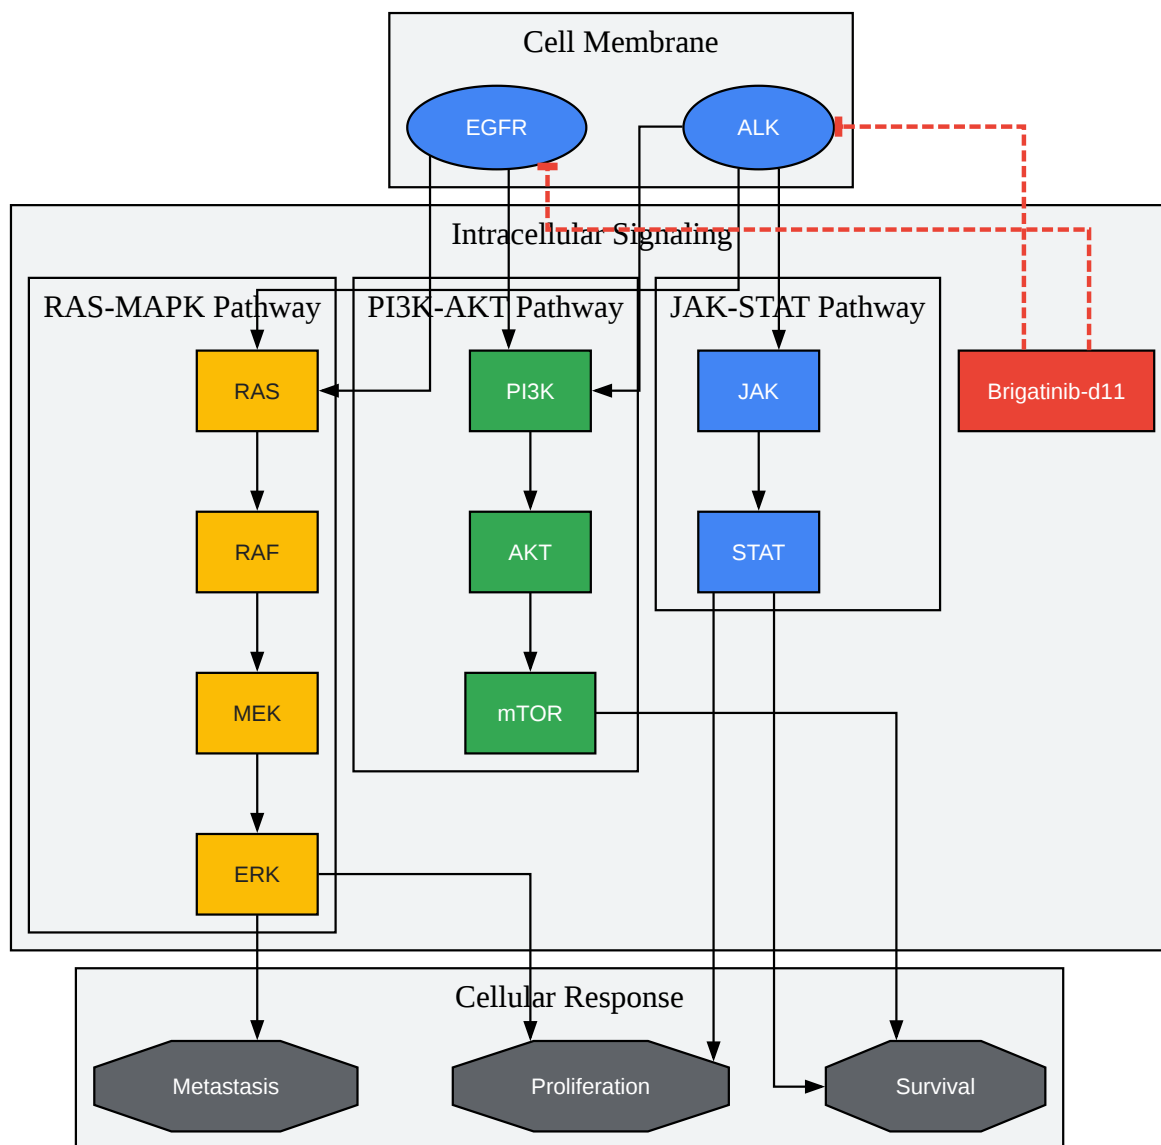 Cell Membrane
EGFR
ALK
Intracellular Signaling
RAS-MAPK Pathway
PI3K-AKT Pathway
JAK-STAT Pathway
RAS
PI3K
JAK
Brigatinib-d11
RAF
AKT
STAT
MEK
mTOR
ERK
Cellular Response
Metastasis
Proliferation
Survival